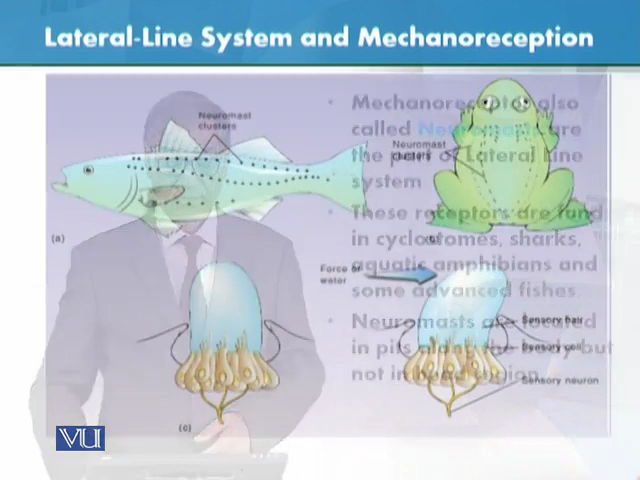 Lateral-Line System and Mechanoreception
Neuromast
clusters
Neuromast
clusters
(a)
Force of
water
Sensory hair
Sensory cell
Sensory neuron
(c)
• Mechanoreceptor also
called Neuromasts are
the part of Lateral Line
system
• These receptors are fund
in cyclostomes, sharks,
aquatic amphibians and
some advanced fishes
• Neuromasts are located
in pits along the body but
not in head region
VU